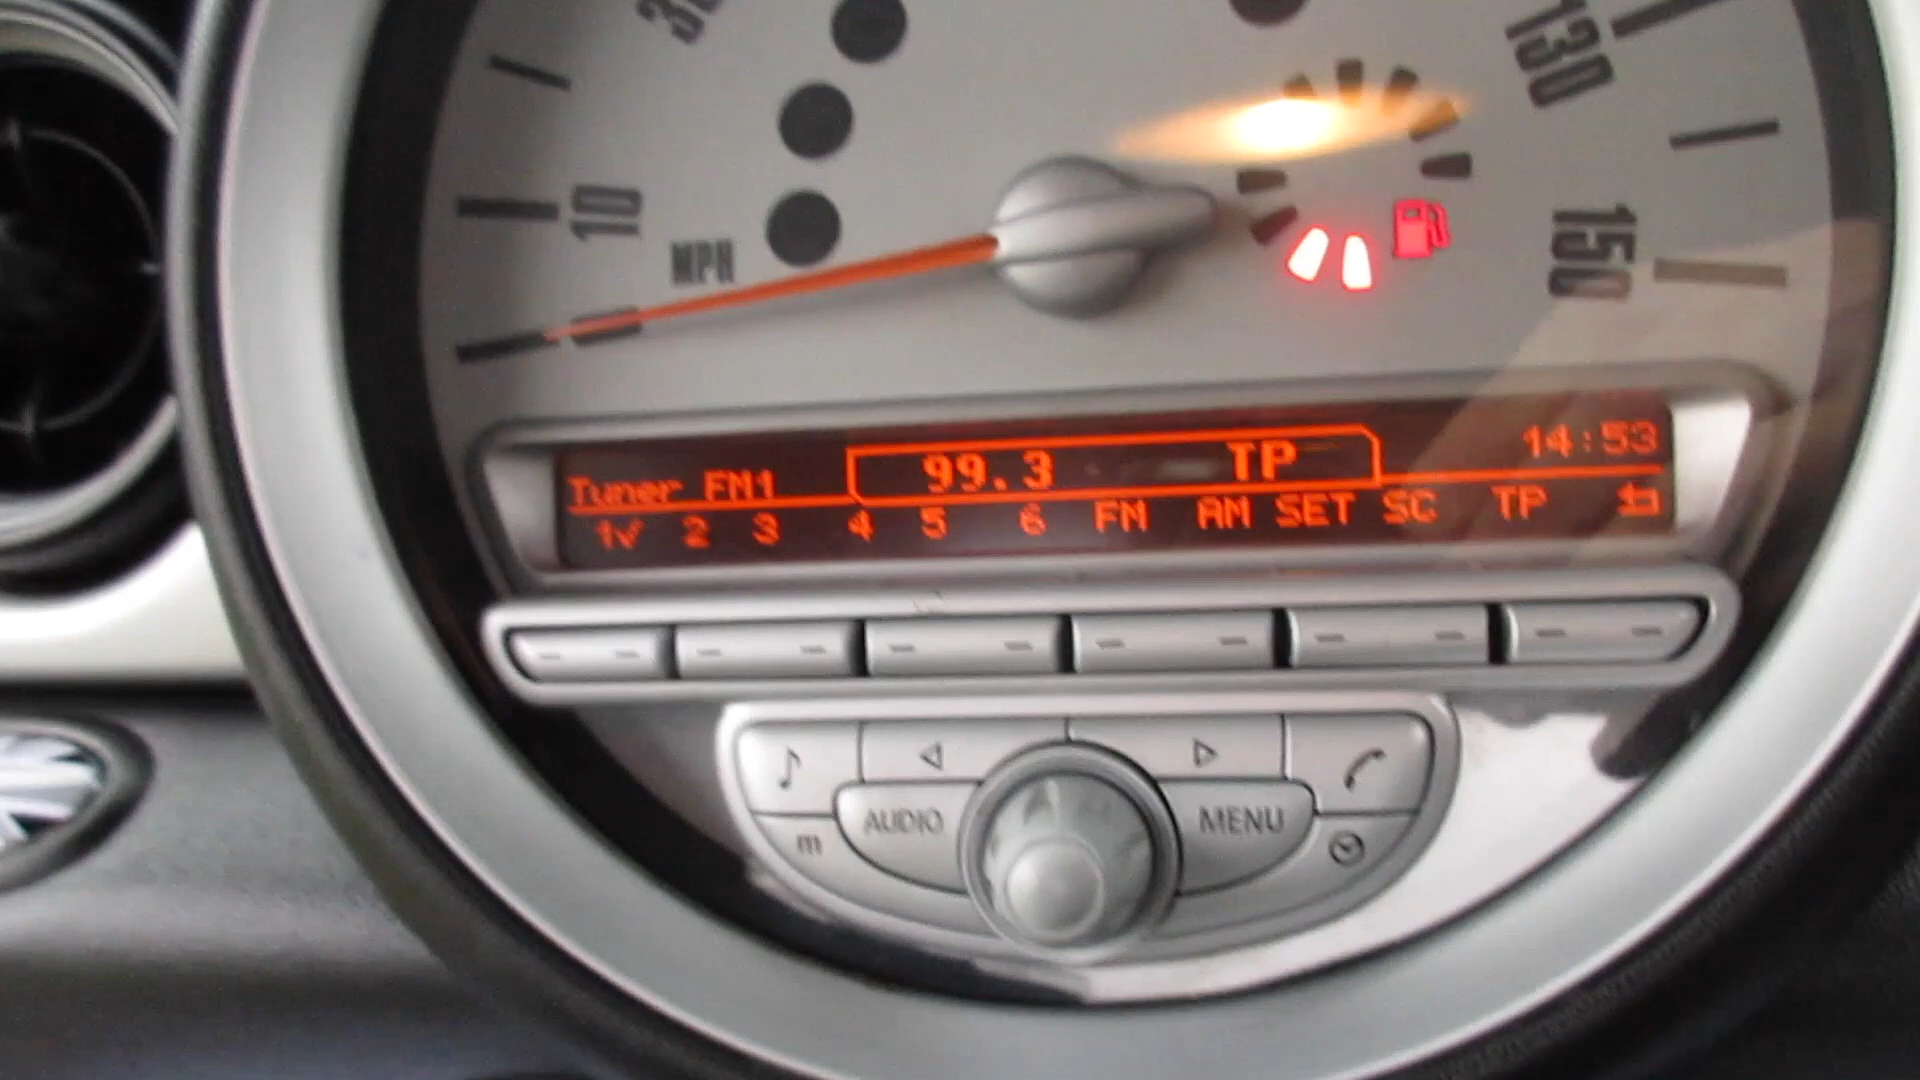 30
130
10
MPH
150
Tuner FM1 99.3 TP 14:53
1✓ 2 3 4 5 6 FM AM SET SC TP
AUDIO MENU
m